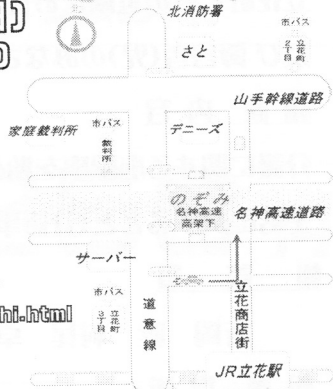 北
北消防署
さと
市バス
立花町
2丁目
山手幹線道路
家庭裁判所
市バス
裁判所
デニーズ
のぞみ
名神高速
高架下
名神高速道路
サーバー
市バス
立花町
3丁目
道意線
立花商店街
hi.html
JR立花駅